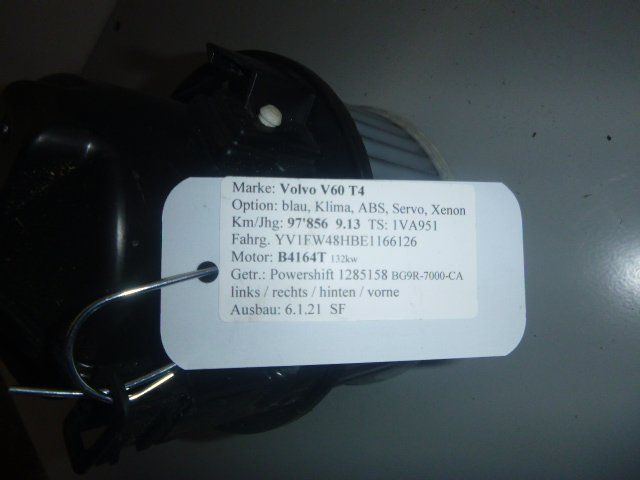 Marke: Volvo V60 T4
Option: blau, Klima, ABS, Servo, Xenon
Km/Jhg: 97'856 9.13 TS: 1VA951
Fahrg. YV1FW48HBE1166126
Motor: B4164T 132kw
Getr.: Powershift 1285158 BG9R-7000-CA
links / rechts / hinten / vorne
Ausbau: 6.1.21 SF